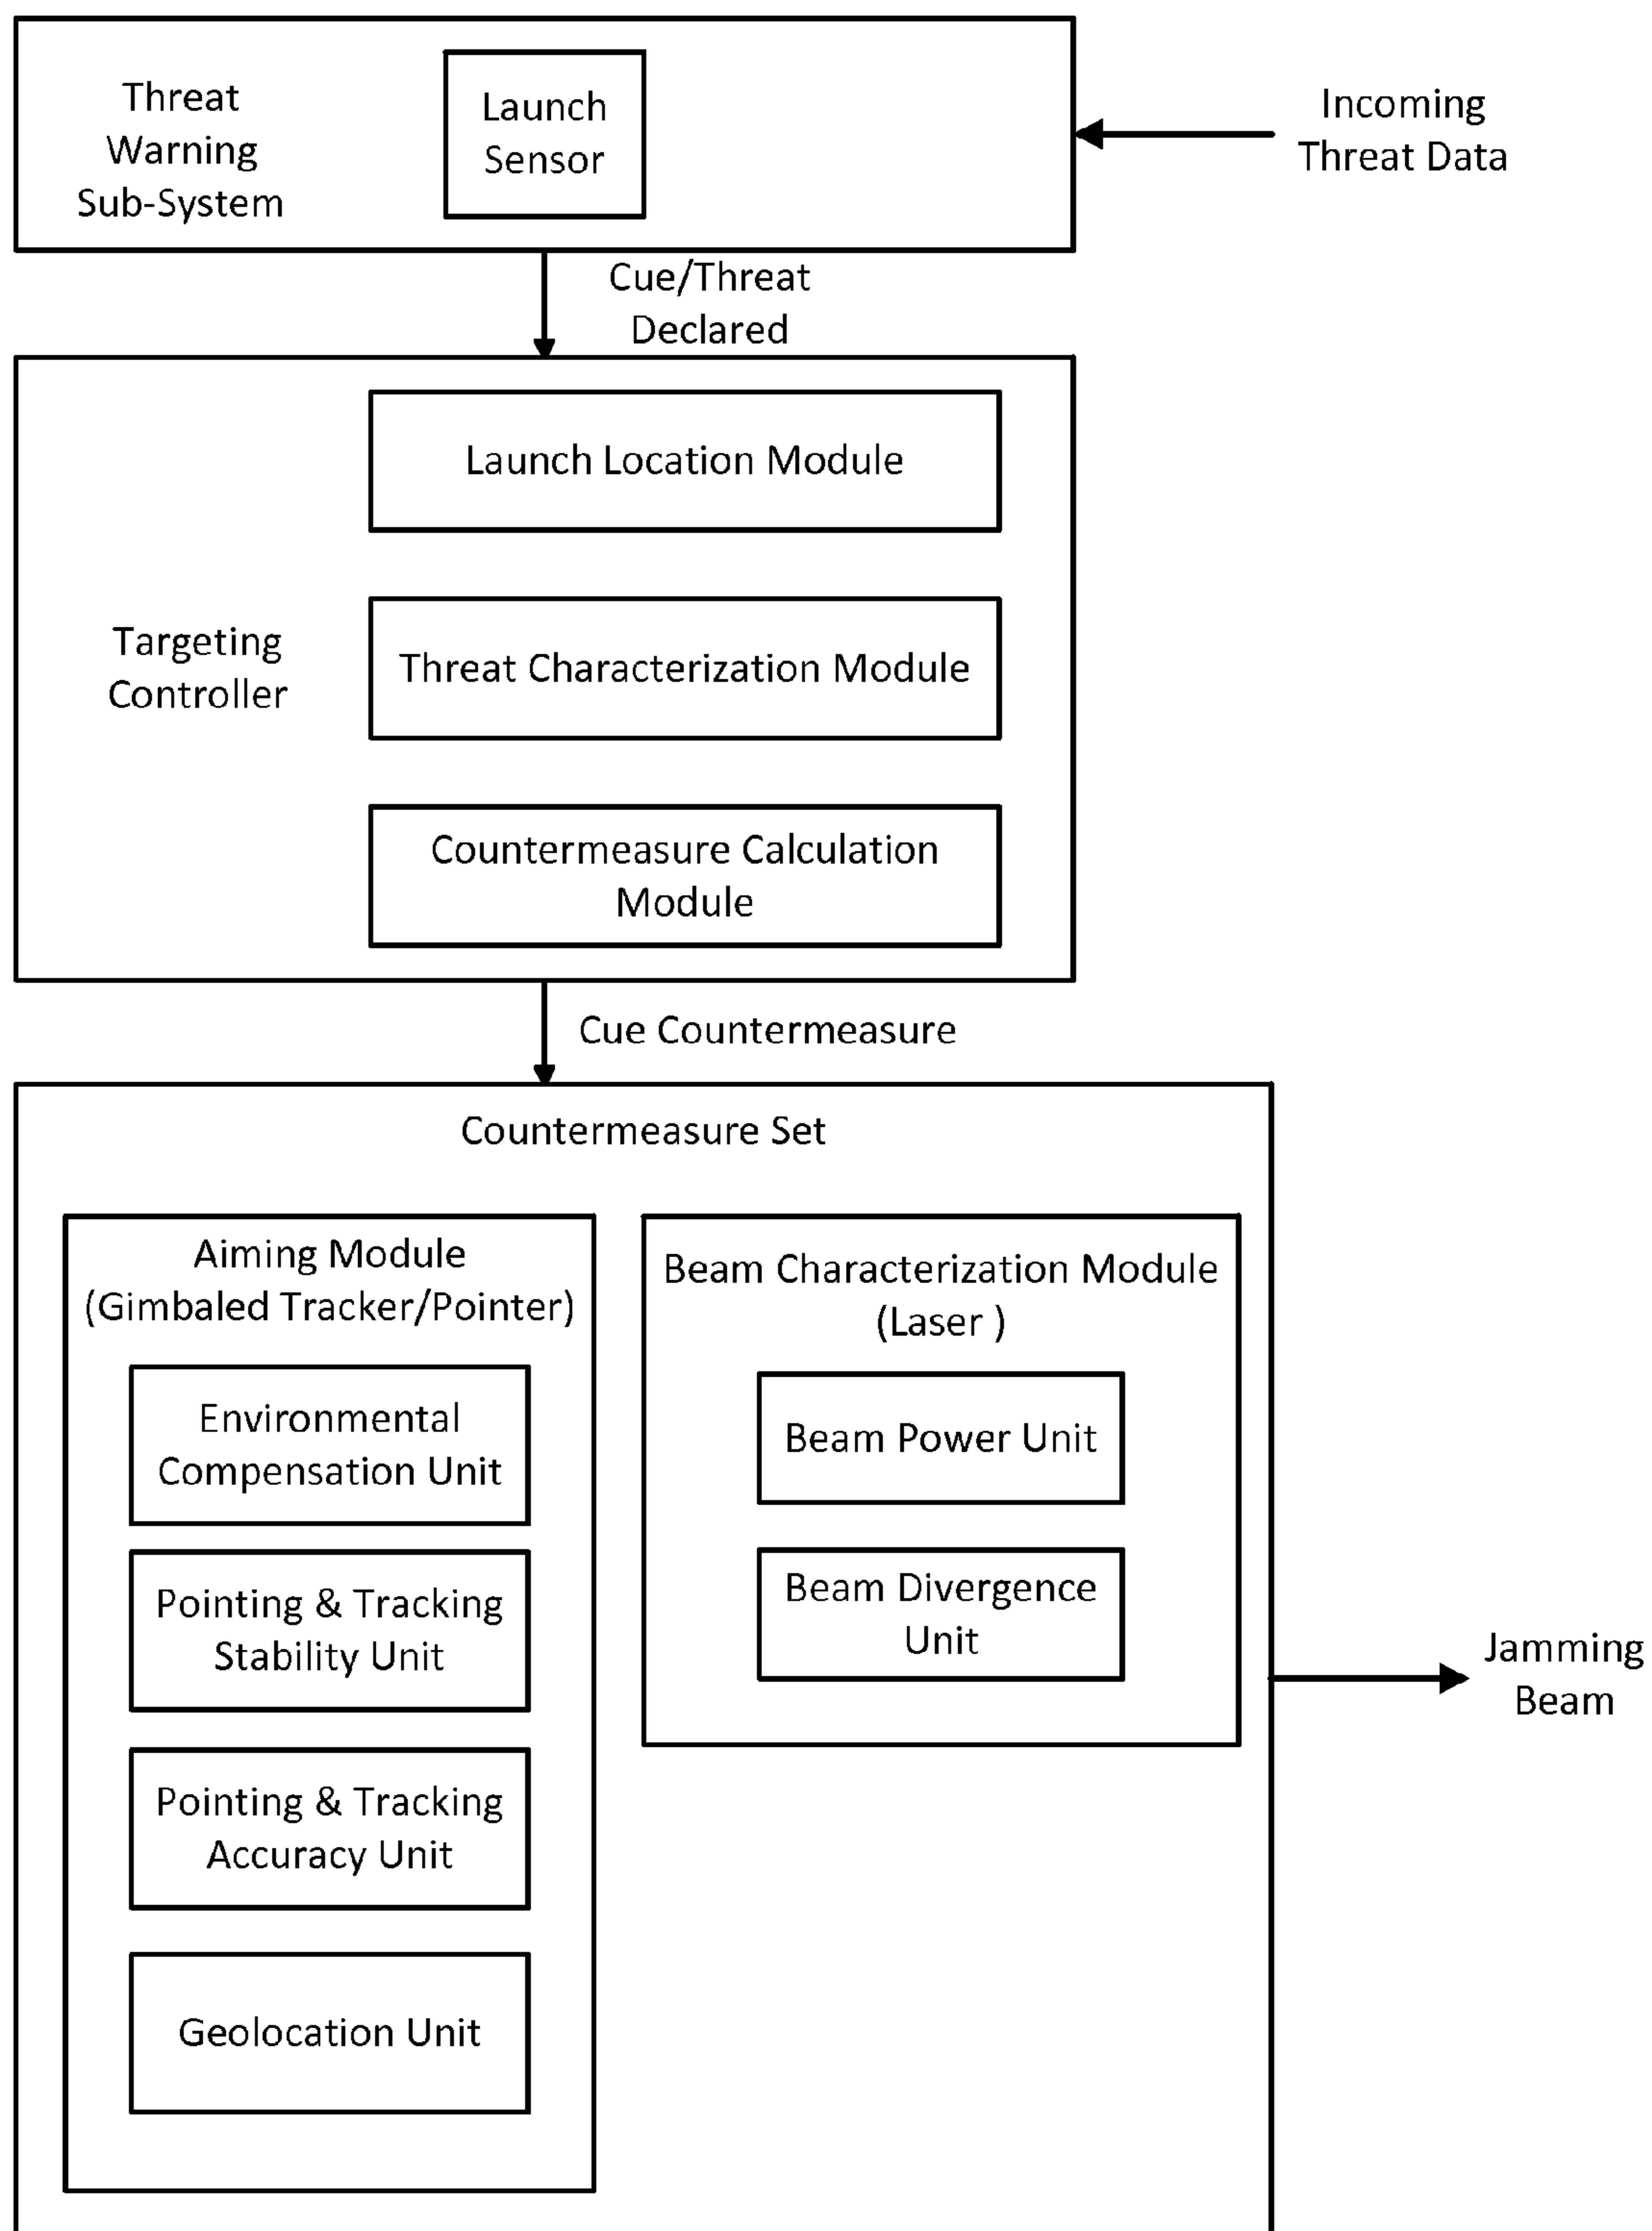 Threat
Warning
Sub-System
Launch
Sensor
Incoming
Threat Data
Cue/Threat
Declared
Launch Location Module
Targeting
Controller
Threat Characterization Module
Countermeasure Calculation
Module
Cue Countermeasure
Countermeasure Set
Aiming Module
(Gimbaled Tracker/Pointer)
Environmental
Compensation Unit
Pointing & Tracking
Stability Unit
Pointing & Tracking
Accuracy Unit
Geolocation Unit
Beam Characterization Module
(Laser )
Beam Power Unit
Beam Divergence
Unit
Jamming
Beam